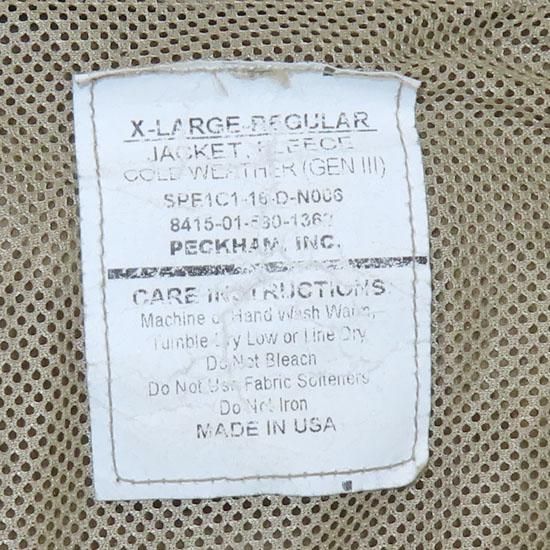 X-LARGE-REGULAR
JACKET, FLEECE
COLD WEATHER (GEN III)
SPE1C1-16-D-N006
8415-01-580-1362
PECKHAM, INC.
CARE INSTRUCTIONS
Machine or Hand Wash Warm,
Tumble Dry Low or Line Dry
Do Not Bleach
Do Not Use Fabric Softeners
Do Not Iron
MADE IN USA